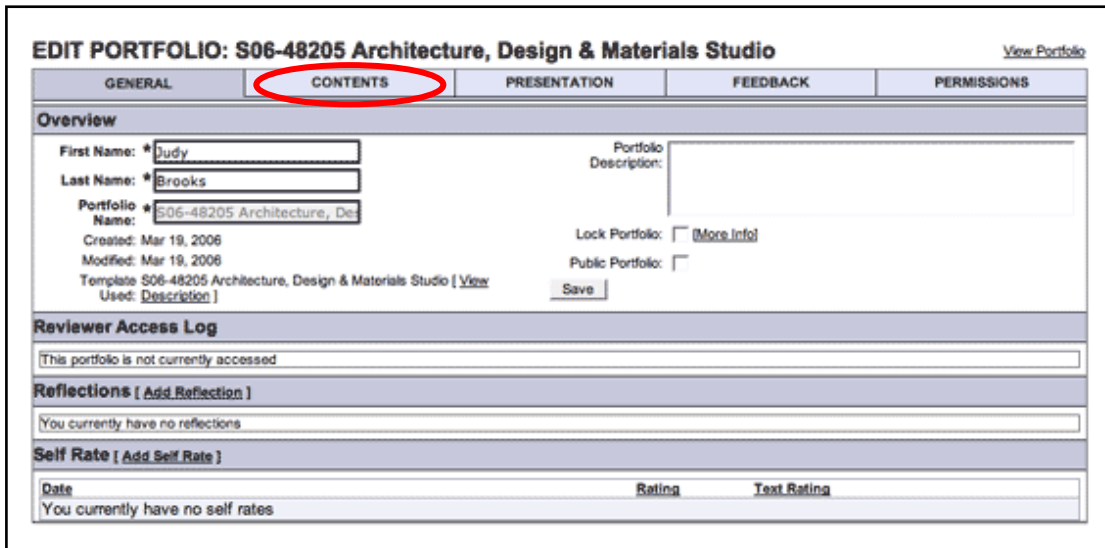 EDIT PORTFOLIO: S06-48205 Architecture, Design & Materials Studio
View Portfolio
GENERAL CONTENTS PRESENTATION FEEDBACK PERMISSIONS
Overview
First Name: * Judy
Last Name: * Brooks
Portfolio Name: * S06-48205 Architecture, Des
Created: Mar 19, 2006
Modified: Mar 19, 2006
Template Used: S06-48205 Architecture, Design & Materials Studio [ View Description ]
Portfolio Description:
Lock Portfolio: [More Info]
Public Portfolio:
Save
Reviewer Access Log
This portfolio is not currently accessed
Reflections [ Add Reflection ]
You currently have no reflections
Self Rate [ Add Self Rate ]
Date Rating Text Rating
You currently have no self rates